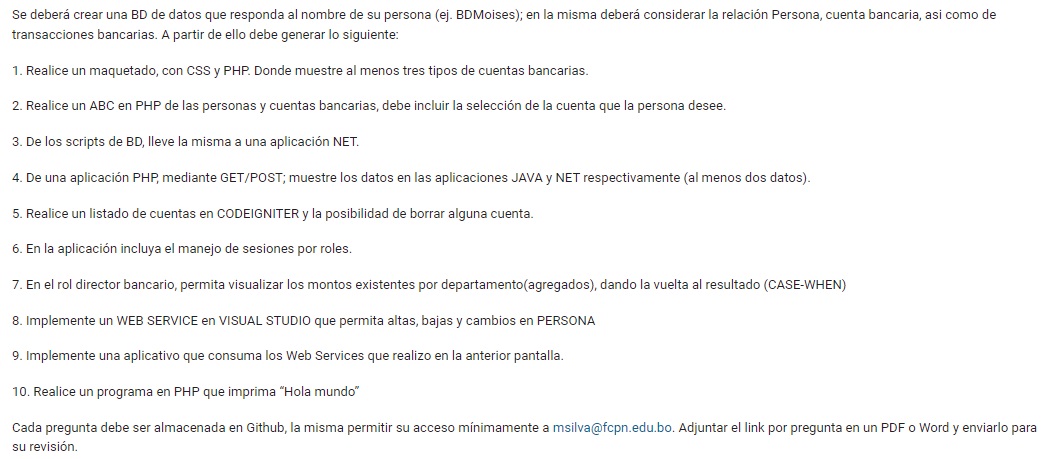 Se deberá crear una BD de datos que responda al nombre de su persona (ej. BDMoises); en la misma deberá considerar la relación Persona, cuenta bancaria, asi como de
transacciones bancarias. A partir de ello debe generar lo siguiente:
1. Realice un maquetado, con CSS y PHP. Donde muestre al menos tres tipos de cuentas bancarias.
2. Realice un ABC en PHP de las personas y cuentas bancarias, debe incluir la selección de la cuenta que la persona desee.
3. De los scripts de BD, lleve la misma a una aplicación NET.
4. De una aplicación PHP, mediante GET/POST; muestre los datos en las aplicaciones JAVA y NET respectivamente (al menos dos datos).
5. Realice un listado de cuentas en CODEIGNITER y la posibilidad de borrar alguna cuenta.
6. En la aplicación incluya el manejo de sesiones por roles.
7. En el rol director bancario, permita visualizar los montos existentes por departamento(agregados), dando la vuelta al resultado (CASE-WHEN)
8. Implemente un WEB SERVICE en VISUAL STUDIO que permita altas, bajas y cambios en PERSONA
9. Implemente una aplicativo que consuma los Web Services que realizo en la anterior pantalla.
10. Realice un programa en PHP que imprima “Hola mundo”
Cada pregunta debe ser almacenada en Github, la misma permitir su acceso mínimamente a msilva@fcpn.edu.bo. Adjuntar el link por pregunta en un PDF o Word y enviarlo para
su revisión.